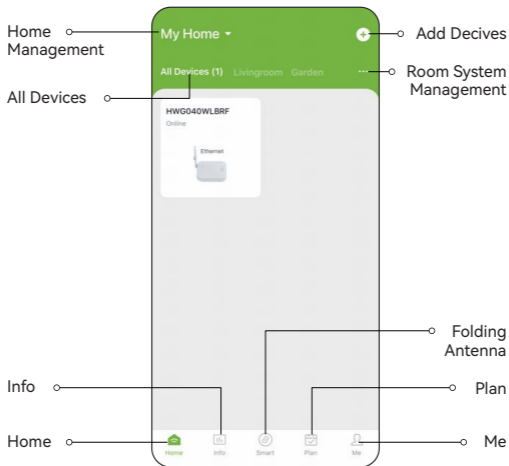 Home
Management
My Home
Add Decives
All Devices (1) Livingroom Garden ...
Room System
Management
All Devices
HWG040WLBRF
Online
Ethernet
Folding
Antenna
Info
Plan
Home
Me
Home Info Smart Plan Me